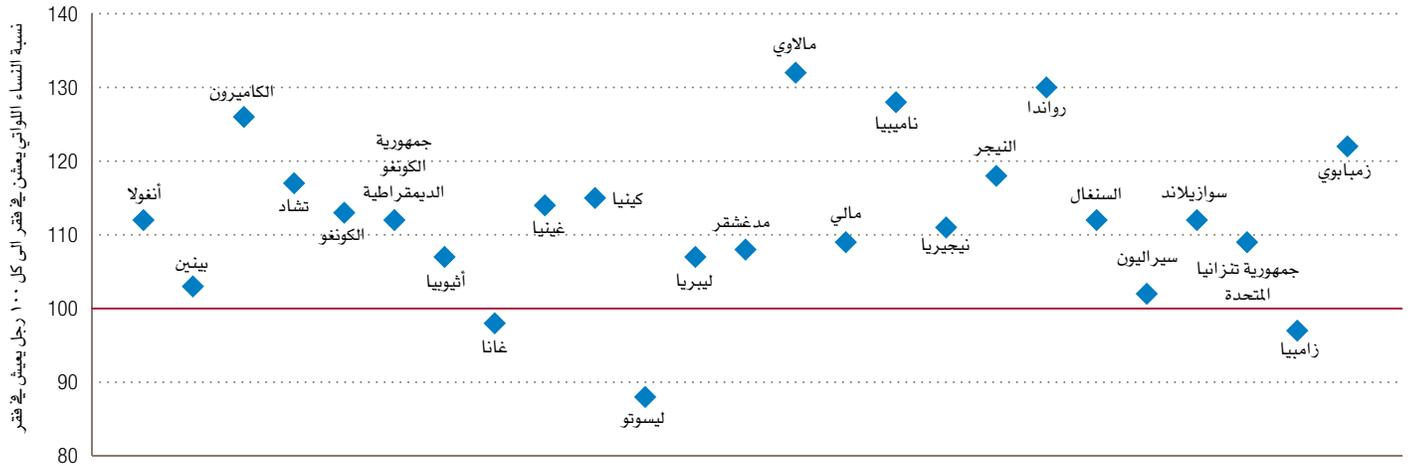 نسبة النساء اللواتي يعشن في فقر الى كل ١٠٠ رجل يعيش في فقر
140
130
120
110
100
90
80
أنغولا
بينين
الكاميرون
تشاد
الكونغو
جمهورية
الكونغو
الديمقراطية
أثيوبيا
غانا
غينيا
كينيا
ليسوتو
ليبريا
مدغشقر
مالاوي
مالي
ناميبيا
نيجيريا
النيجر
رواندا
السنغال
سيراليون
سوازيلاند
جمهورية تنزانيا
المتحدة
زامبيا
زمبابوي